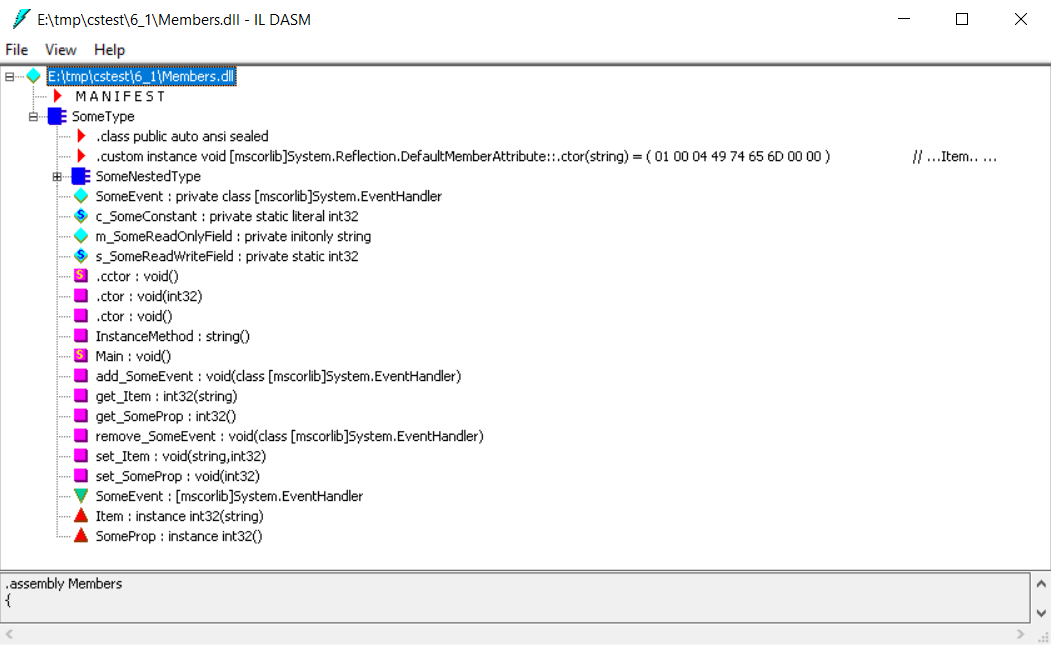 E:\tmp\cstest\6_1\Members.dll - IL DASM
File View Help
E:\tmp\cstest\6_1\Members.dll
M A N I F E S T
SomeType
.class public auto ansi sealed
.custom instance void [mscorlib]System.Reflection.DefaultMemberAttribute::.ctor(string) = ( 01 00 04 49 74 65 6D 00 00 ) // ...Item.. ...
SomeNestedType
SomeEvent : private class [mscorlib]System.EventHandler
S c_SomeConstant : private static literal int32
m_SomeReadOnlyField : private initonly string
S s_SomeReadWriteField : private static int32
S .cctor : void()
.ctor : void(int32)
.ctor : void()
InstanceMethod : string()
S Main : void()
add_SomeEvent : void(class [mscorlib]System.EventHandler)
get_Item : int32(string)
get_SomeProp : int32()
remove_SomeEvent : void(class [mscorlib]System.EventHandler)
set_Item : void(string,int32)
set_SomeProp : void(int32)
SomeEvent : [mscorlib]System.EventHandler
Item : instance int32(string)
SomeProp : instance int32()
.assembly Members
{